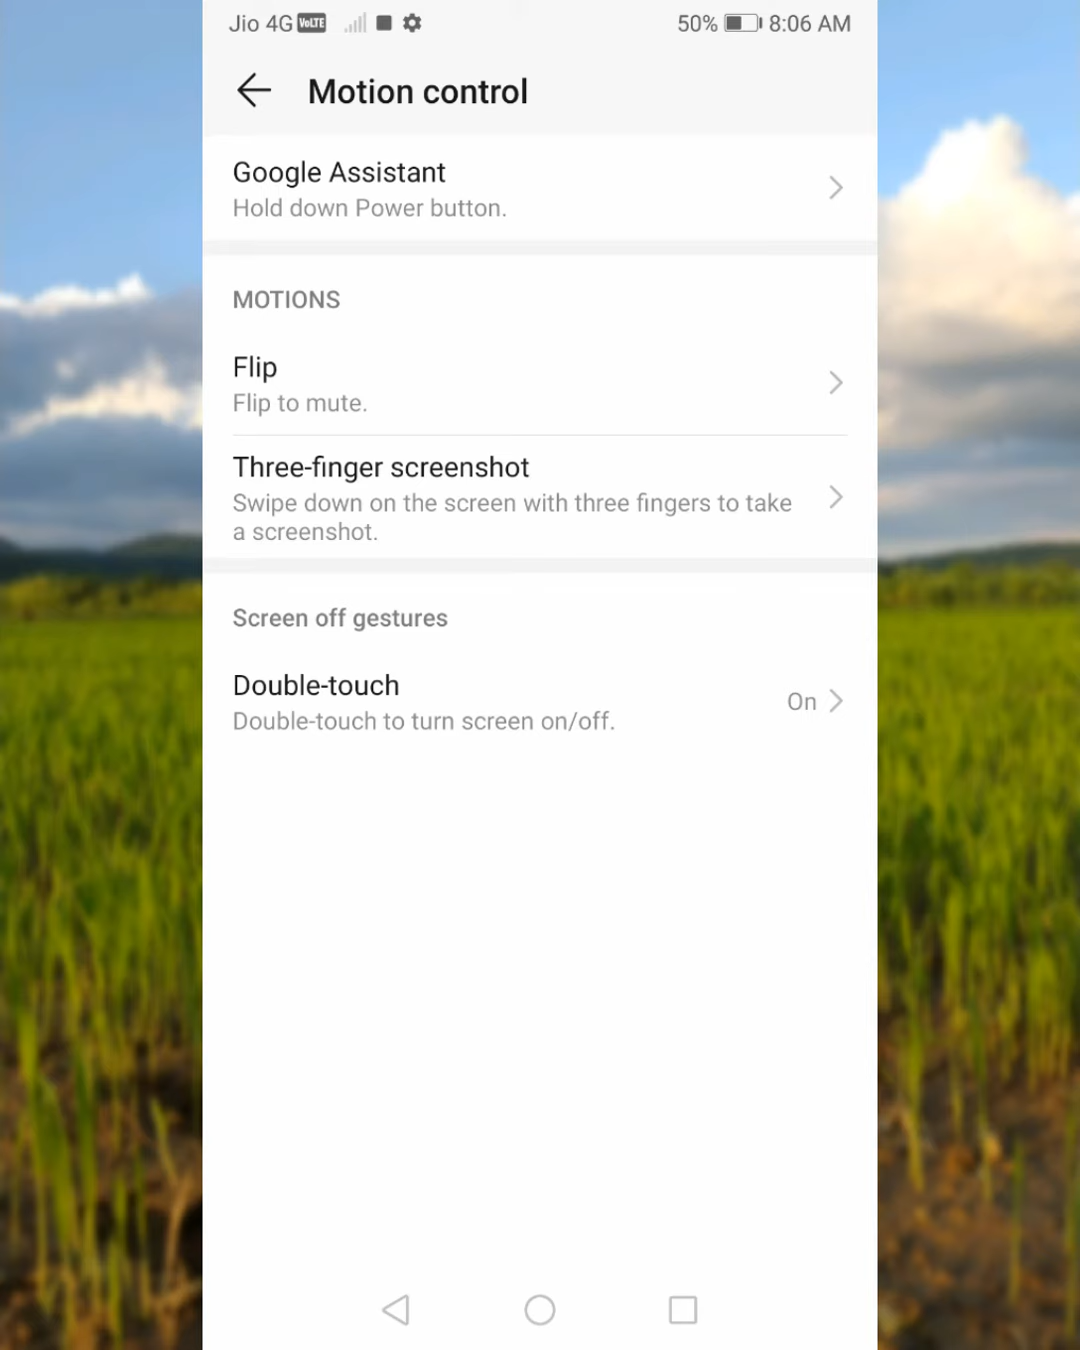 Jio 4G VoLTE 50% 8:06 AM
Motion control
Google Assistant
Hold down Power button.
MOTIONS
Flip
Flip to mute.
Three-finger screenshot
Swipe down on the screen with three fingers to take
a screenshot.
Screen off gestures
Double-touch
On
Double-touch to turn screen on/off.